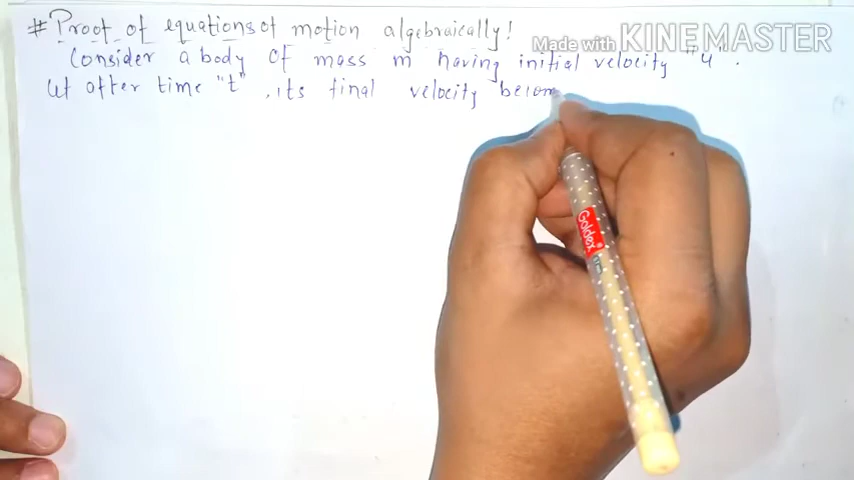 # Proof of equations of motion algebraically!
Made with KINEMASTER
Consider a body of mass m having initial velocity "u".
Let after time "t", its final velocity becom
Goldex